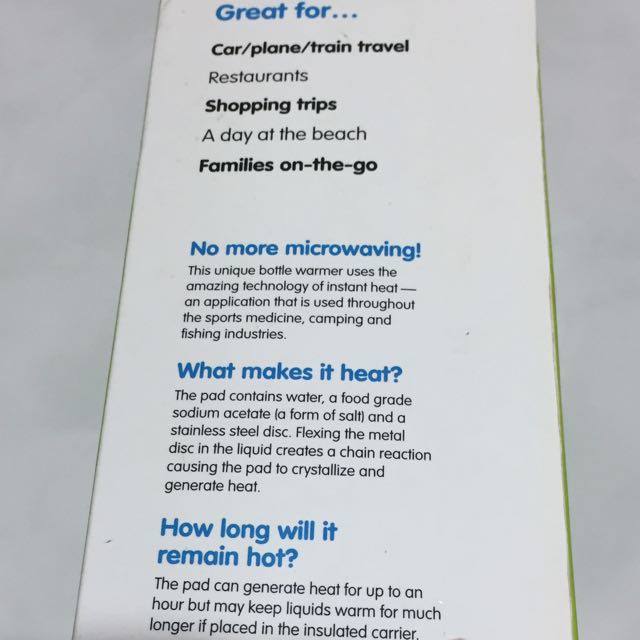 Great for...
Car/plane/train travel
Restaurants
Shopping trips
A day at the beach
Families on-the-go
No more microwaving!
This unique bottle warmer uses the
amazing technology of instant heat —
an application that is used throughout
the sports medicine, camping and
fishing industries.
What makes it heat?
The pad contains water, a food grade
sodium acetate (a form of salt) and a
stainless steel disc. Flexing the metal
disc in the liquid creates a chain reaction
causing the pad to crystallize and
generate heat.
How long will it
remain hot?
The pad can generate heat for up to an
hour but may keep liquids warm for much
longer if placed in the insulated carrier.